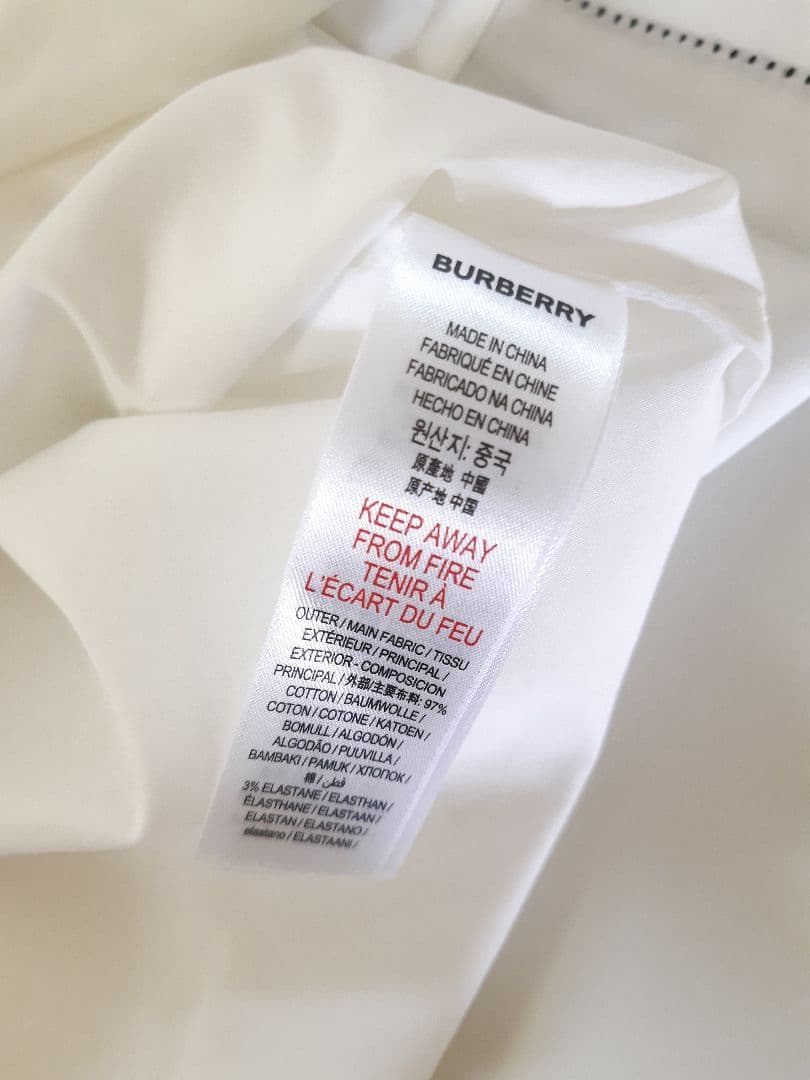 BURBERRY
MADE IN CHINA
FABRIQUÉ EN CHINE
FABRICADO NA CHINA
HECHO EN CHINA
원산지: 중국
原產地 中國
原产地 中国
KEEP AWAY
FROM FIRE
TENIR À
L'ÉCART DU FEU
OUTER / MAIN FABRIC / TISSU
EXTÉRIEUR / PRINCIPAL /
EXTERIOR - COMPOSICION
PRINCIPAL / 外部/主要布料: 97%
COTTON / BAUMWOLLE /
COTON / COTONE / KATOEN /
BOMULL / ALGODÓN /
ALGODÃO / PUUVILLA /
BAMBAKI / PAMUK / ΧΠΟΠΟΚ /
棉 / قطن /
3% ELASTANE / ELASTHAN /
ÉLASTHANE / ELASTAAN /
ELASTAN / ELASTANO /
elastano / ELASTAANI /